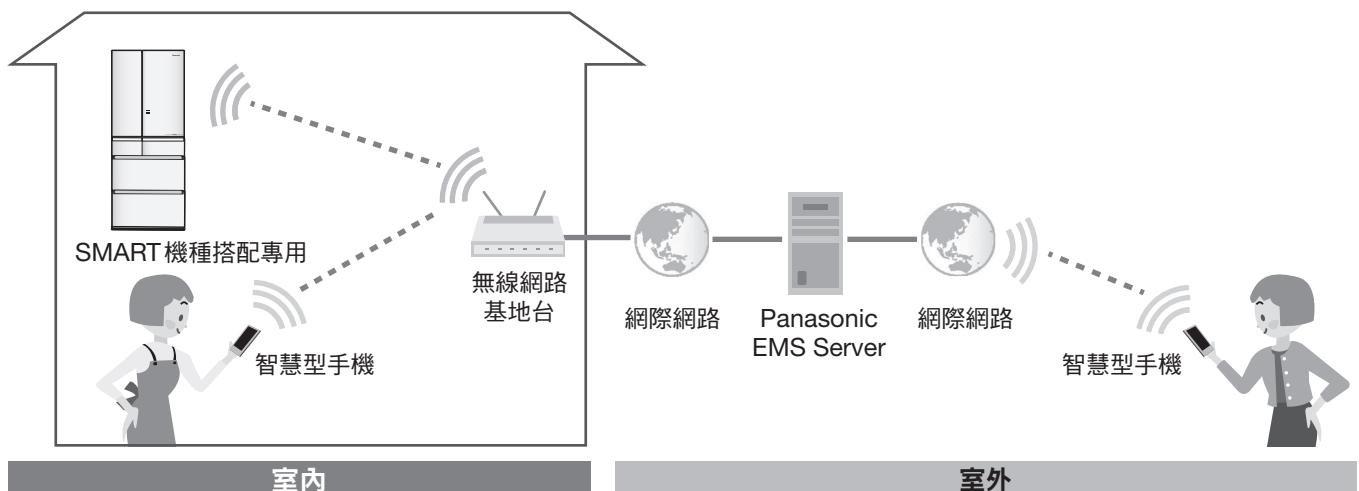 SMART機種搭配專用
智慧型手機
無線網路
基地台
網際網路
Panasonic
EMS Server
網際網路
智慧型手機
室內
室外